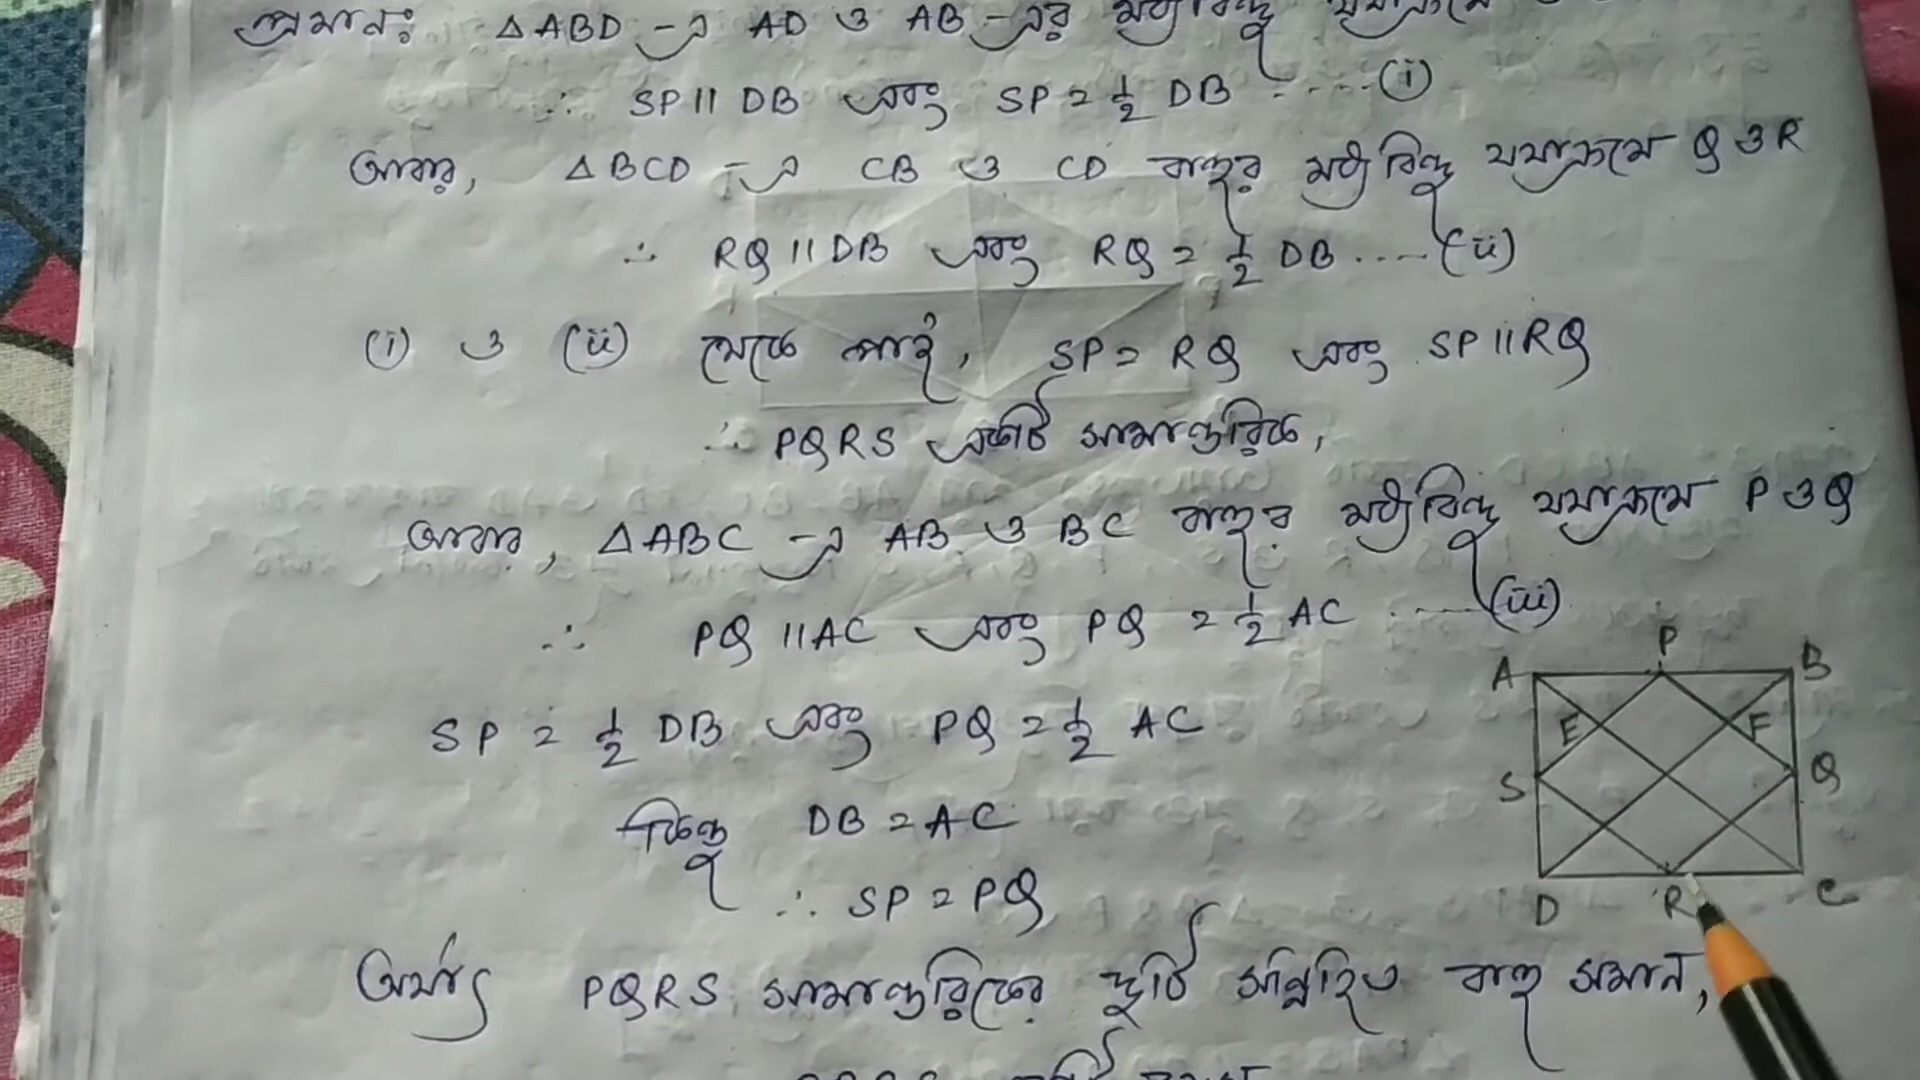 প্রমাণঃ ΔABD -এ AD ও AB -এর মধ্যবিন্দু যথাক্রমে
∴ SP || DB এবং SP = 1/2 DB ....(i)
আবার, ΔBCD -এ CB ও CD বাহুর মধ্যবিন্দু যথাক্রমে Q ও R
∴ RQ || DB এবং RQ = 1/2 DB ....(ii)
(i) ও (ii) থেকে পাই, SP = RQ এবং SP || RQ
∴ PQRS একটি সামান্তরিক,
আবার, ΔABC -এ AB ও BC বাহুর মধ্যবিন্দু যথাক্রমে P ও Q
∴ PQ || AC এবং PQ = 1/2 AC ....(iii)
SP = 1/2 DB এবং PQ = 1/2 AC
কিন্তু DB = AC
∴ SP = PQ
অর্থাৎ PQRS সামান্তরিকের দুটি সন্নিহিত বাহু সমান,
P
A B
E F
S Q
D R C